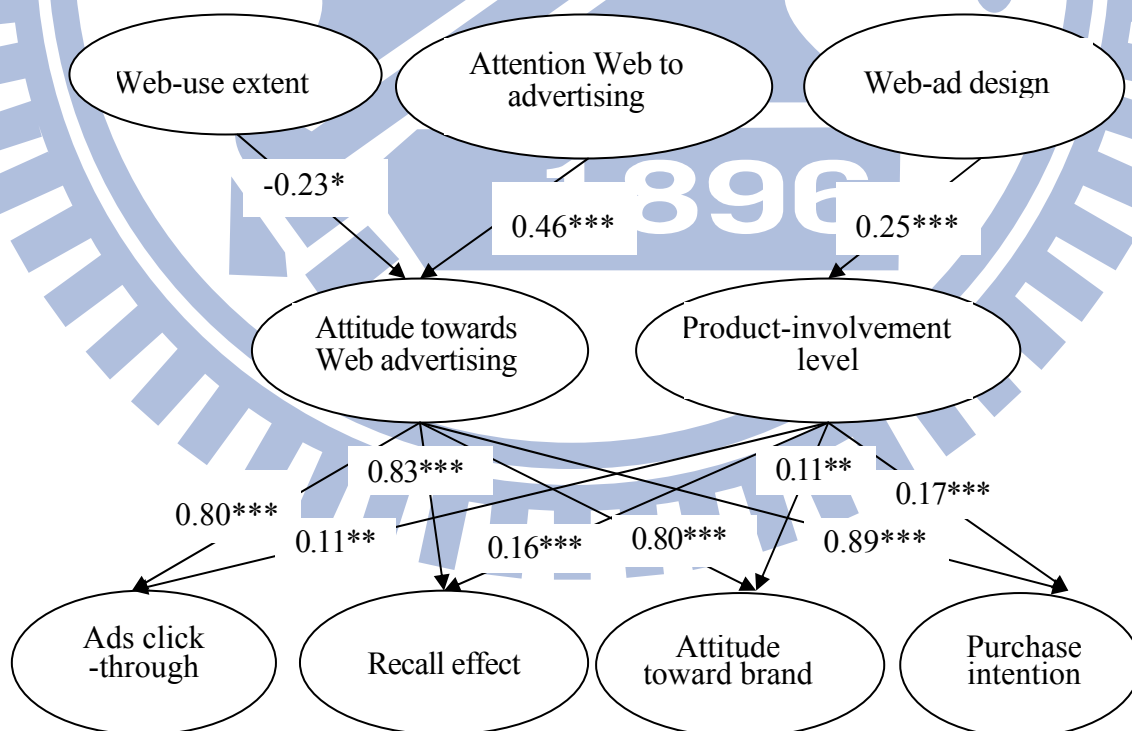 Web-use extent
Attention Web to
advertising
Web-ad design
1896
-0.23*
0.46***
0.25***
Attitude towards
Web advertising
Product-involvement
level
0.83***
0.11**
0.80***
0.17***
0.11**
0.16***
0.80***
0.89***
Ads click
-through
Recall effect
Attitude
toward brand
Purchase
intention